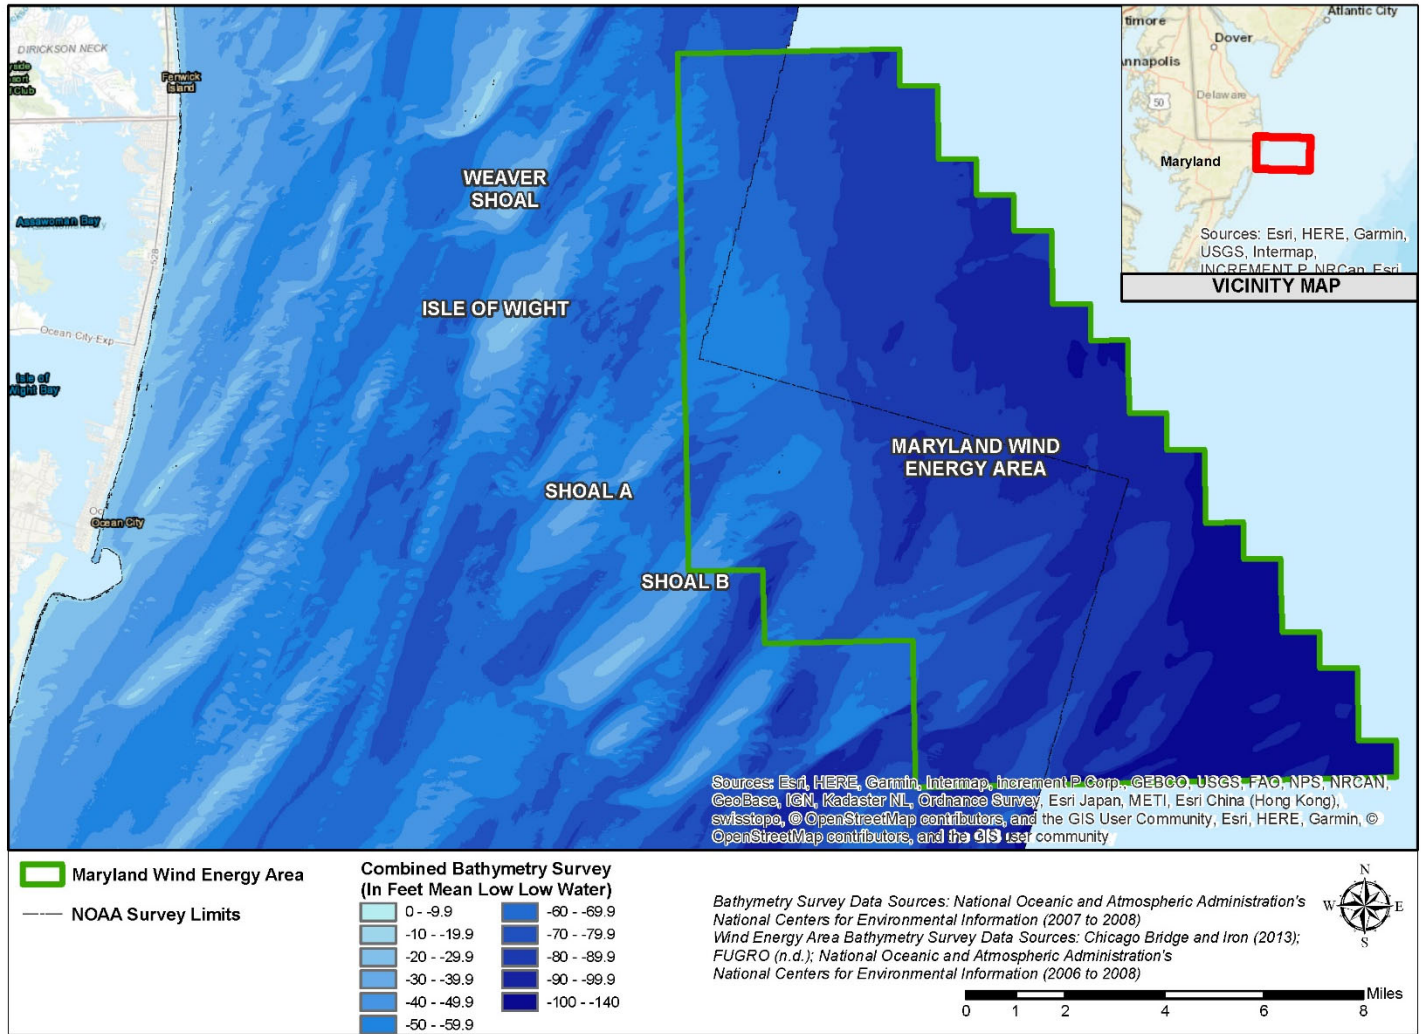 DIRICKSON NECK
Fenwick
Island
Assawoman Bay
528
Ocean City Exp
Isle of
Wight Bay
Oc
Ocean City
WEAVER
SHOAL
ISLE OF WIGHT
SHOAL A
SHOAL B
MARYLAND WIND
ENERGY AREA
timore
Atlantic City
Dover
nnapolis
50
Delaware
Maryland
Sources: Esri, HERE, Garmin,
USGS, Intermap,
INCREMENT P, NRCan, Esri
VICINITY MAP
Sources: Esri, HERE, Garmin, Intermap, increment P Corp., GEBCO, USGS, FAO, NPS, NRCAN,
GeoBase, IGN, Kadaster NL, Ordnance Survey, Esri Japan, METI, Esri China (Hong Kong),
swisstopo, © OpenStreetMap contributors, and the GIS User Community, Esri, HERE, Garmin, ©
OpenStreetMap contributors, and the GIS user community
Maryland Wind Energy Area
NOAA Survey Limits
Combined Bathymetry Survey
(In Feet Mean Low Low Water)
0 - -9.9
-10 - -19.9
-20 - -29.9
-30 - -39.9
-40 - -49.9
-50 - -59.9
-60 - -69.9
-70 - -79.9
-80 - -89.9
-90 - -99.9
-100 - -140
Bathymetry Survey Data Sources: National Oceanic and Atmospheric Administration's
National Centers for Environmental Information (2007 to 2008)
Wind Energy Area Bathymetry Survey Data Sources: Chicago Bridge and Iron (2013);
FUGRO (n.d.); National Oceanic and Atmospheric Administration's
National Centers for Environmental Information (2006 to 2008)
N
W E
S
Miles
0 1 2 4 6 8